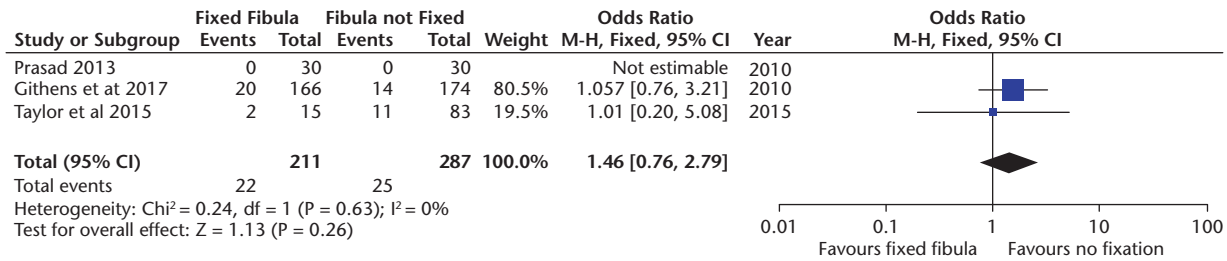 Fixed Fibula Fibula not Fixed Odds Ratio Odds Ratio
Study or Subgroup Events Total Events Total Weight M-H, Fixed, 95% CI Year M-H, Fixed, 95% CI
Prasad 2013 0 30 0 30 Not estimable 2010
Githens et at 2017 20 166 14 174 80.5% 1.057 [0.76, 3.21] 2010
Taylor et al 2015 2 15 11 83 19.5% 1.01 [0.20, 5.08] 2015
Total (95% CI) 211 287 100.0% 1.46 [0.76, 2.79]
Total events 22 25
Heterogeneity: Chi² = 0.24, df = 1 (P = 0.63); I² = 0%
Test for overall effect: Z = 1.13 (P = 0.26)
0.01 0.1 1 10 100
Favours fixed fibula Favours no fixation